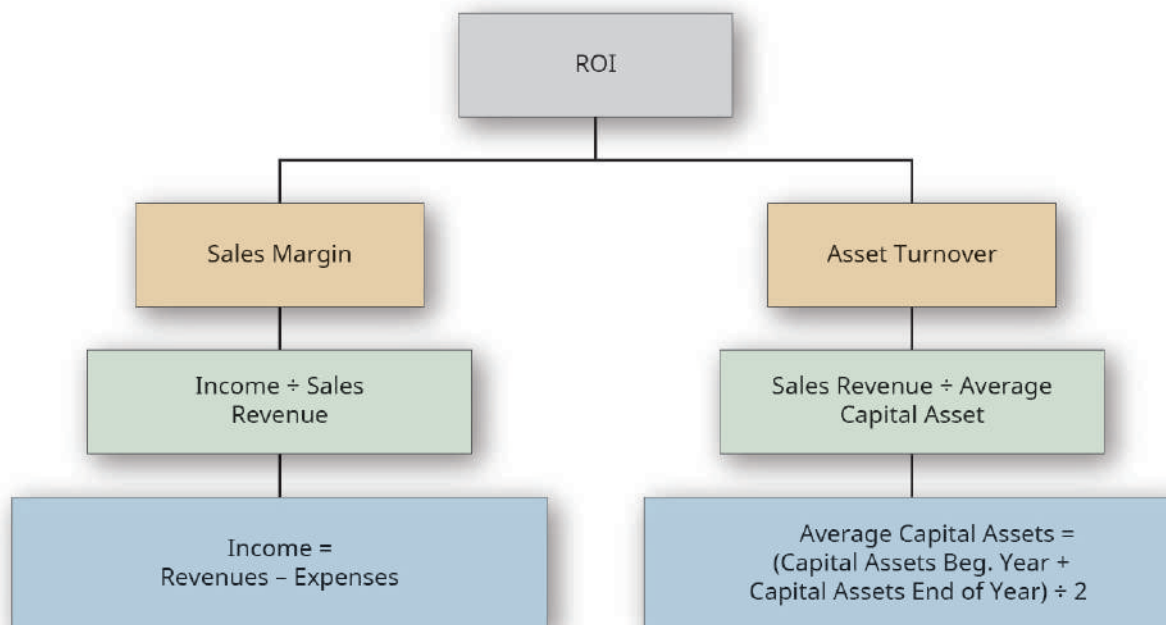 ROI
Sales Margin
Asset Turnover
Income ÷ Sales
Revenue
Sales Revenue ÷ Average
Capital Asset
Income =
Revenues – Expenses
Average Capital Assets =
(Capital Assets Beg. Year +
Capital Assets End of Year) ÷ 2